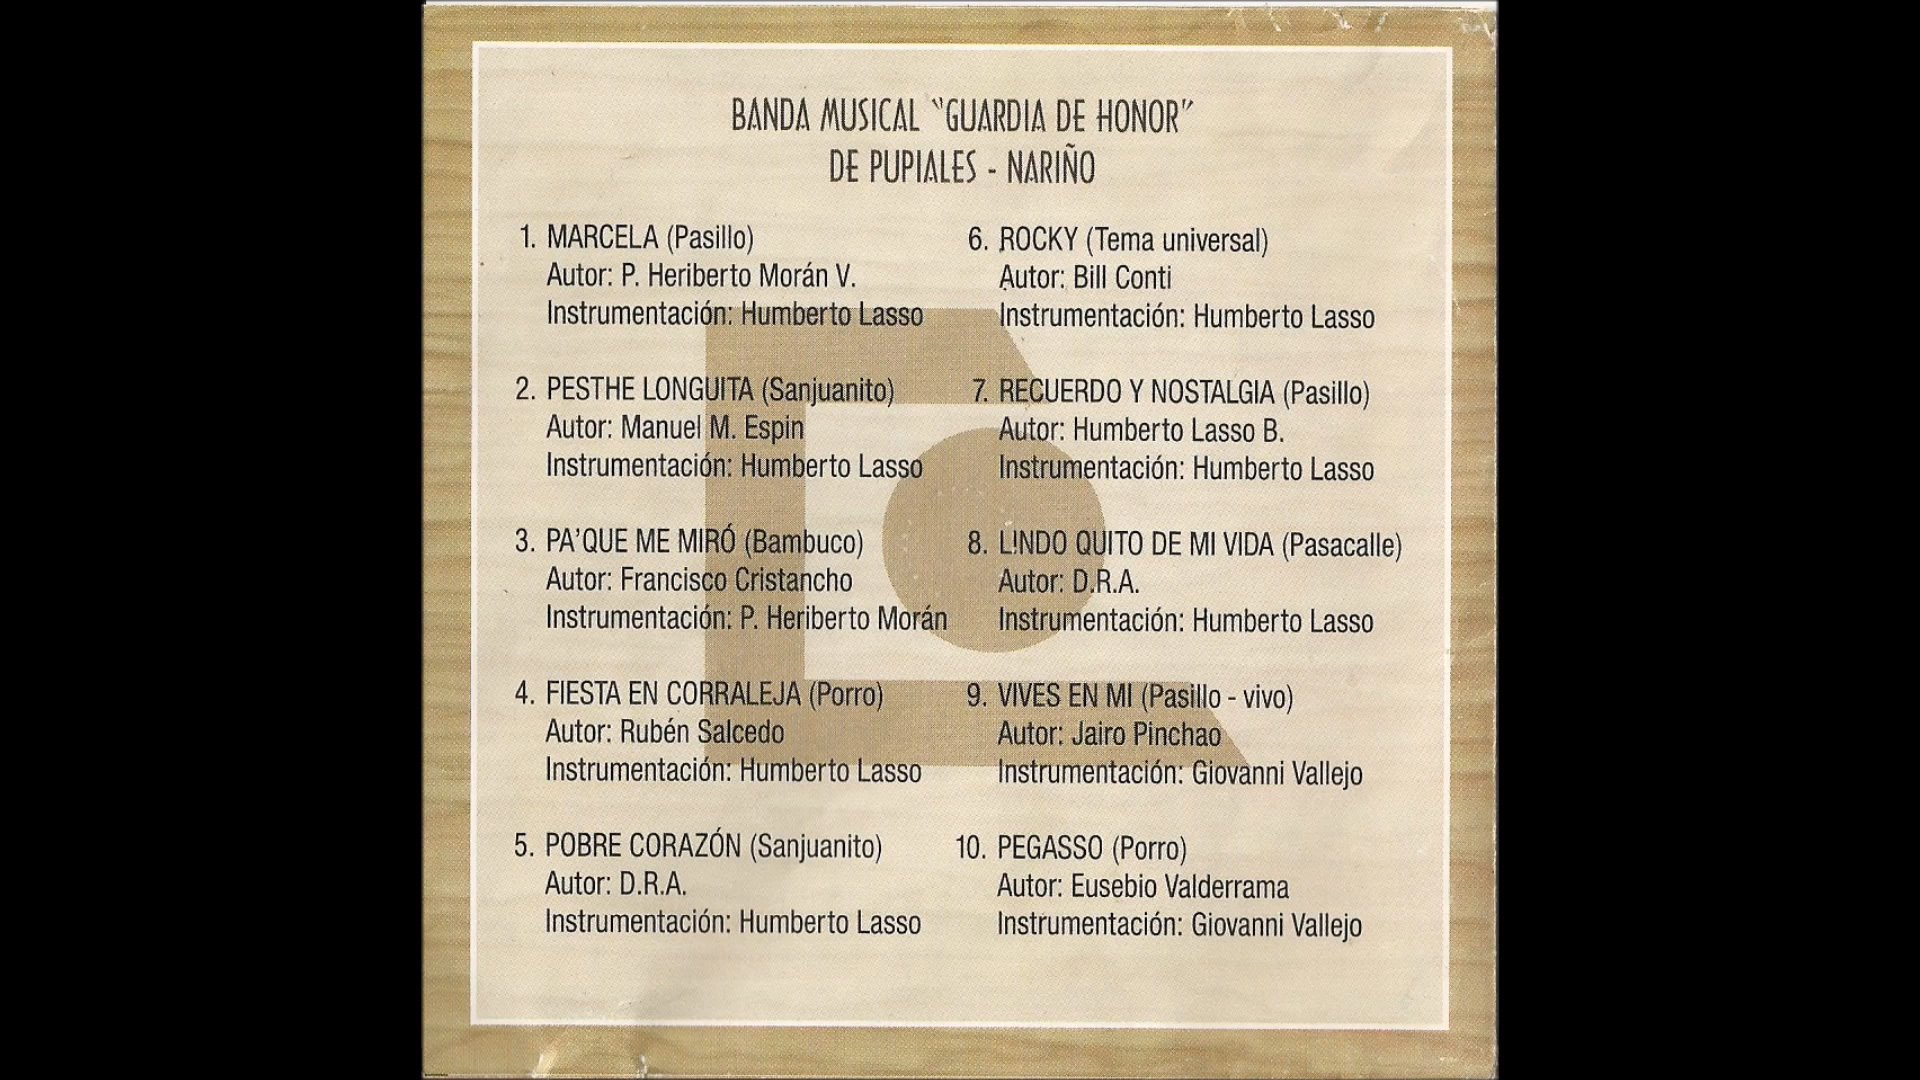 BANDA MUSICAL "GUARDIA DE HONOR"
DE PUPIALES - NARIÑO
1. MARCELA (Pasillo)
Autor: P. Heriberto Morán V.
Instrumentación: Humberto Lasso
2. PESTHE LONGUITA (Sanjuanito)
Autor: Manuel M. Espin
Instrumentación: Humberto Lasso
3. PA'QUE ME MIRÓ (Bambuco)
Autor: Francisco Cristancho
Instrumentación: P. Heriberto Morán
4. FIESTA EN CORRALEJA (Porro)
Autor: Rubén Salcedo
Instrumentación: Humberto Lasso
5. POBRE CORAZÓN (Sanjuanito)
Autor: D.R.A.
Instrumentación: Humberto Lasso
6. ROCKY (Tema universal)
Autor: Bill Conti
Instrumentación: Humberto Lasso
7. RECUERDO Y NOSTALGIA (Pasillo)
Autor: Humberto Lasso B.
Instrumentación: Humberto Lasso
8. LINDO QUITO DE MI VIDA (Pasacalle)
Autor: D.R.A.
Instrumentación: Humberto Lasso
9. VIVES EN MI (Pasillo - vivo)
Autor: Jairo Pinchao
Instrumentación: Giovanni Vallejo
10. PEGASSO (Porro)
Autor: Eusebio Valderrama
Instrumentación: Giovanni Vallejo